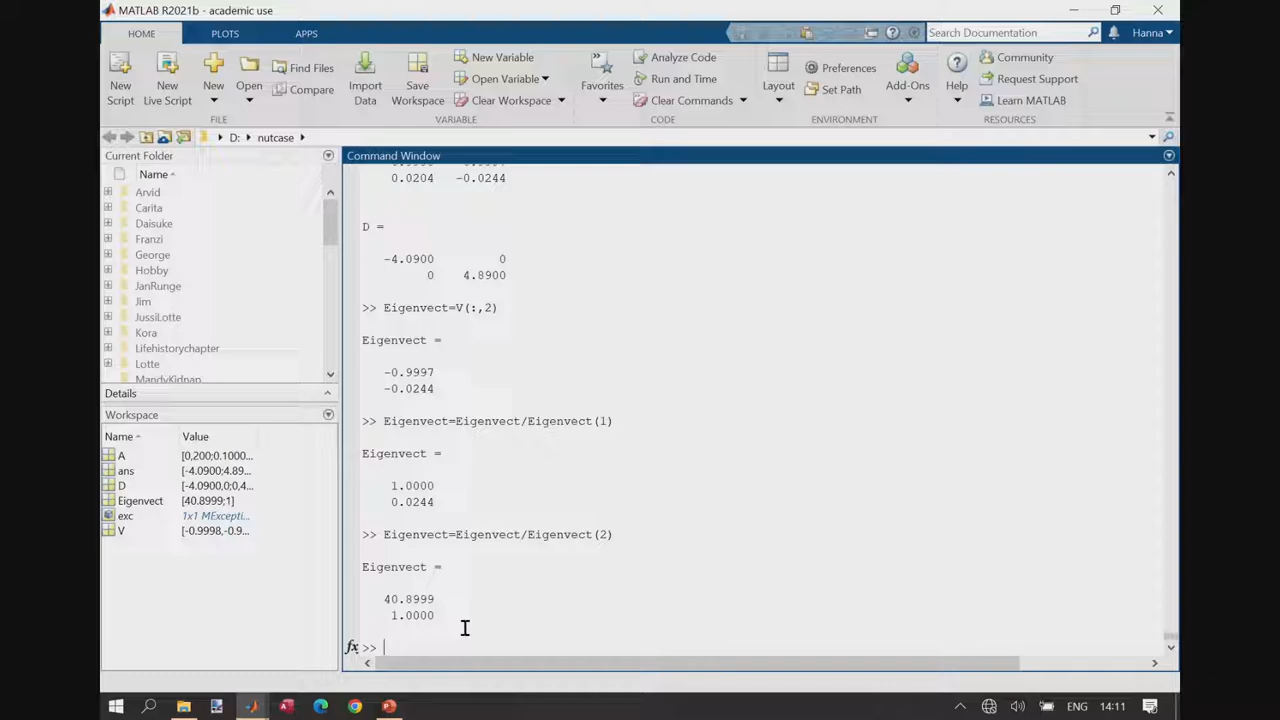 MATLAB R2021b - academic use
HOME PLOTS APPS
Search Documentation
Hanna
New Script
New Live Script
New
Open
Find Files
Compare
Import Data
Save Workspace
New Variable
Open Variable
Clear Workspace
Favorites
Analyze Code
Run and Time
Clear Commands
Layout
Preferences
Set Path
Add-Ons
Help
Community
Request Support
Learn MATLAB
FILE VARIABLE CODE ENVIRONMENT RESOURCES
D: nutcase
Current Folder
Name
Arvid
Carita
Daisuke
Franzi
George
Hobby
JanRunge
Jim
JussiLotte
Kora
Lifehistorychapter
Lotte
MandyKidnap
Details
Workspace
Name Value
A [0,200;0.1000...
ans [-4.0900;4.89...
D [-4.0900,0;0,4...
Eigenvect [40.8999;1]
exc 1x1 MExcepti...
V [-0.9998,-0.9...
Command Window
0.0204 -0.0244
D =
-4.0900 0
0 4.8900
>> Eigenvect=V(:,2)
Eigenvect =
-0.9997
-0.0244
>> Eigenvect=Eigenvect/Eigenvect(1)
Eigenvect =
1.0000
0.0244
>> Eigenvect=Eigenvect/Eigenvect(2)
Eigenvect =
40.8999
1.0000
fx >>
ENG 14:11